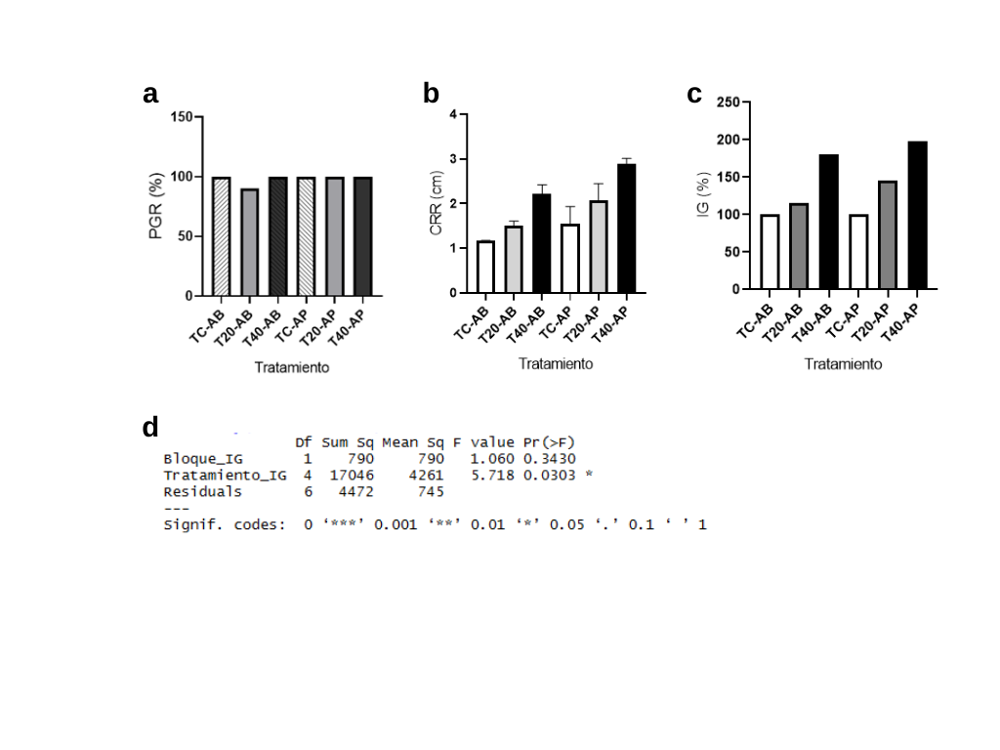 a
PGR (%)
150
100
50
0
TC-AB
T20-AB
T40-AB
TC-AP
T20-AP
T40-AP
Tratamiento
b
CRR (cm)
4
3
2
1
0
TC-AB
T20-AB
T40-AB
TC-AP
T20-AP
T40-AP
Tratamiento
c
IG (%)
250
200
150
100
50
0
TC-AB
T20-AB
T40-AB
TC-AP
T20-AP
T40-AP
Tratamiento
d
Df Sum Sq Mean Sq F value Pr(>F)
Bloque_IG 1 790 790 1.060 0.3430
Tratamiento_IG 4 17046 4261 5.718 0.0303 *
Residuals 6 4472 745
---
Signif. codes: 0 ‘***’ 0.001 ‘**’ 0.01 ‘*’ 0.05 ‘.’ 0.1 ‘ ’ 1